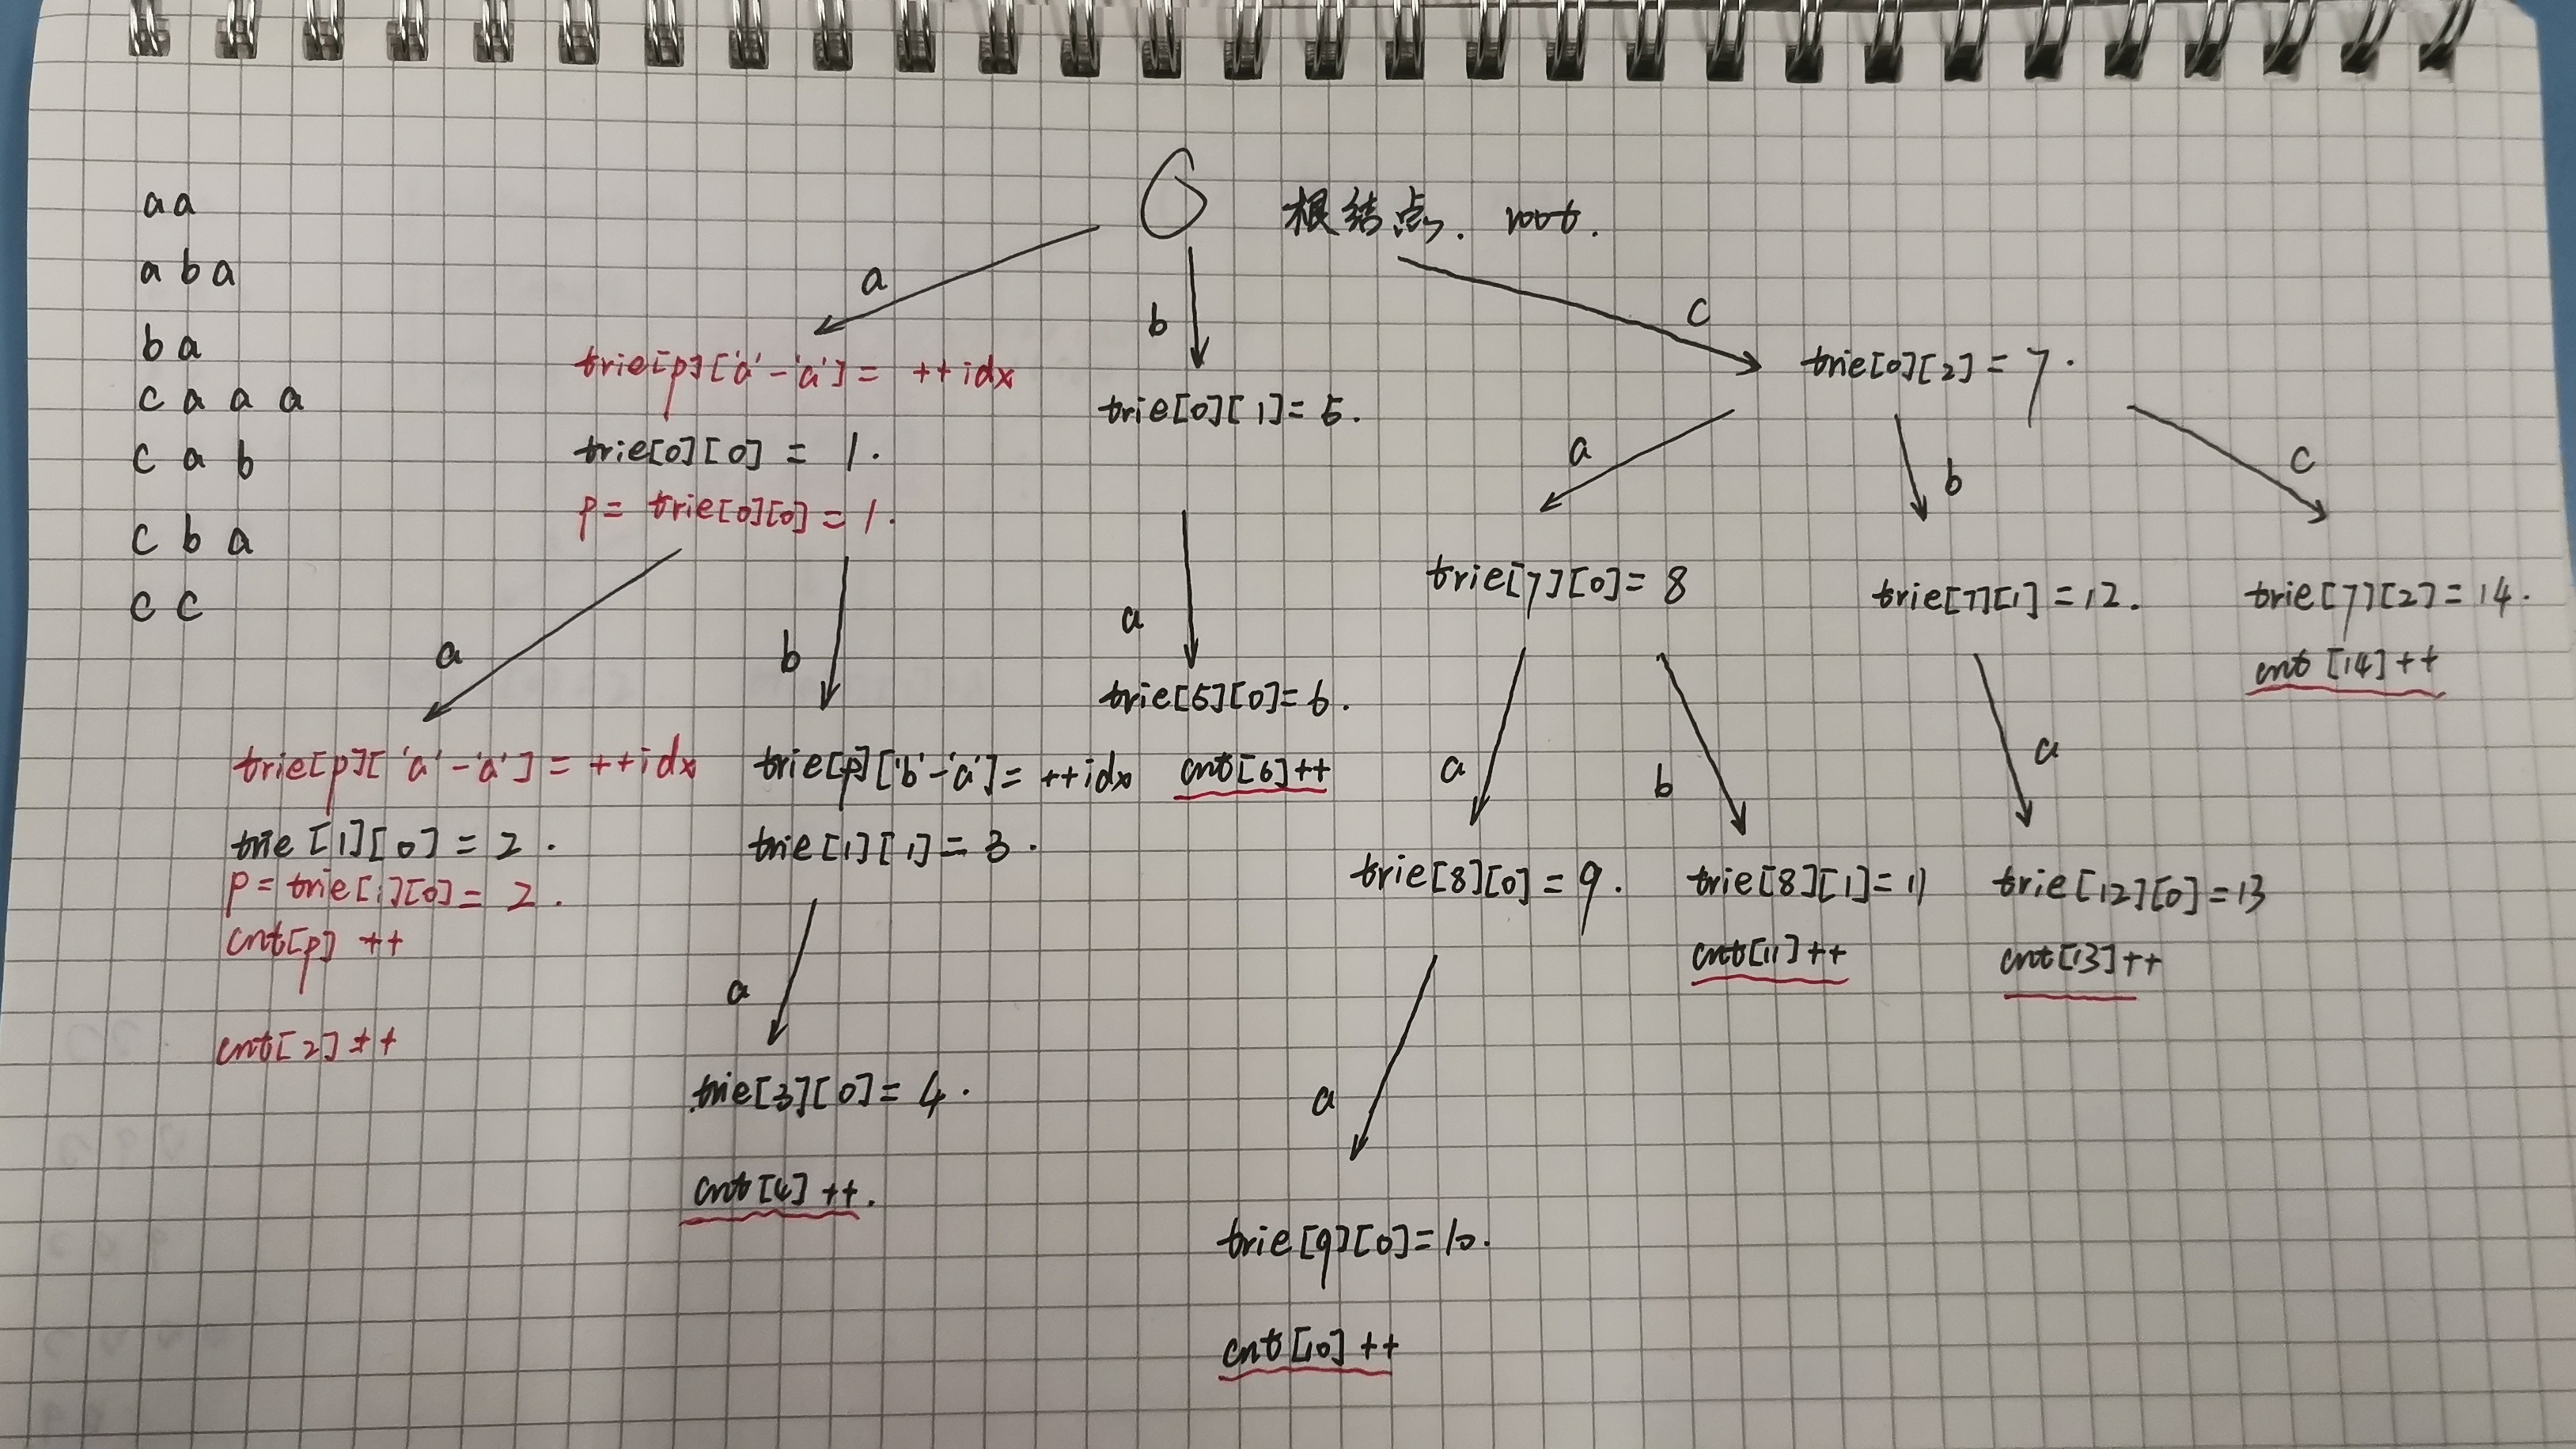 aa
aba
ba
caaa
cab
cba
cc
根结点. root.
a
b
c
trie[p]['a'-'a']= ++idx
trie[0][0] = 1.
p= trie[0][0]=1.
trie[0][1]=5.
trie[0][2]=7.
a
b
a
a
b
c
trie[p]['a'-'a']=++idx
trie[1][0]=2.
p=trie[1][0]=2.
cnt[p]++
cnt[2]++
trie[p]['b'-'a']=++idx
trie[1][1]=3.
a
trie[3][0]=4.
cnt[4]++.
trie[5][0]=6.
cnt[6]++
trie[7][0]=8
trie[7][1]=12.
trie[7][2]=14.
cnt[14]++
a
b
a
trie[8][0]=9.
trie[8][1]=11
cnt[11]++
trie[12][0]=13
cnt[13]++
a
trie[9][0]=10.
cnt[10]++